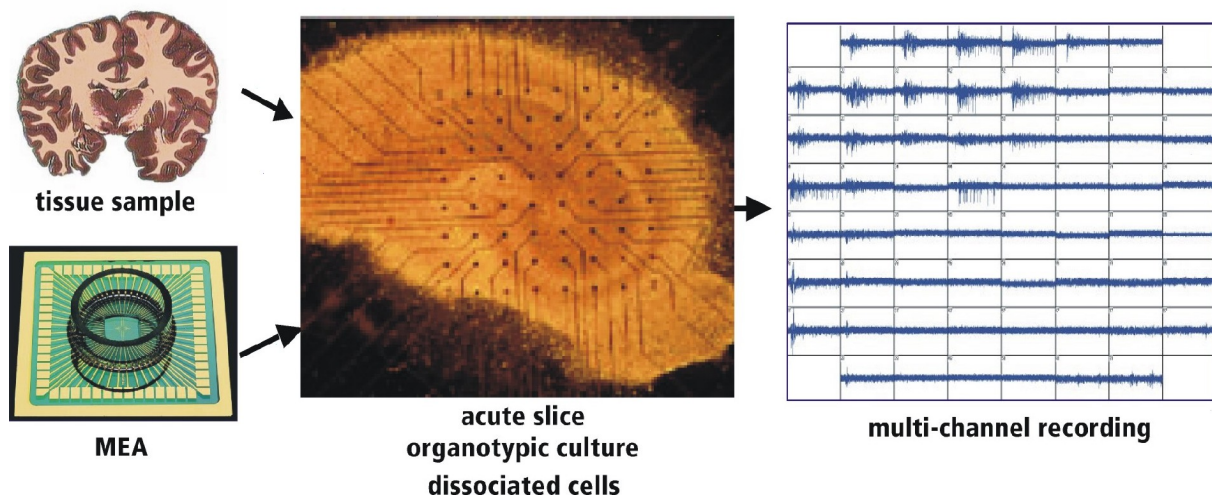 tissue sample
MEA
acute slice
organotypic culture
dissociated cells
multi-channel recording